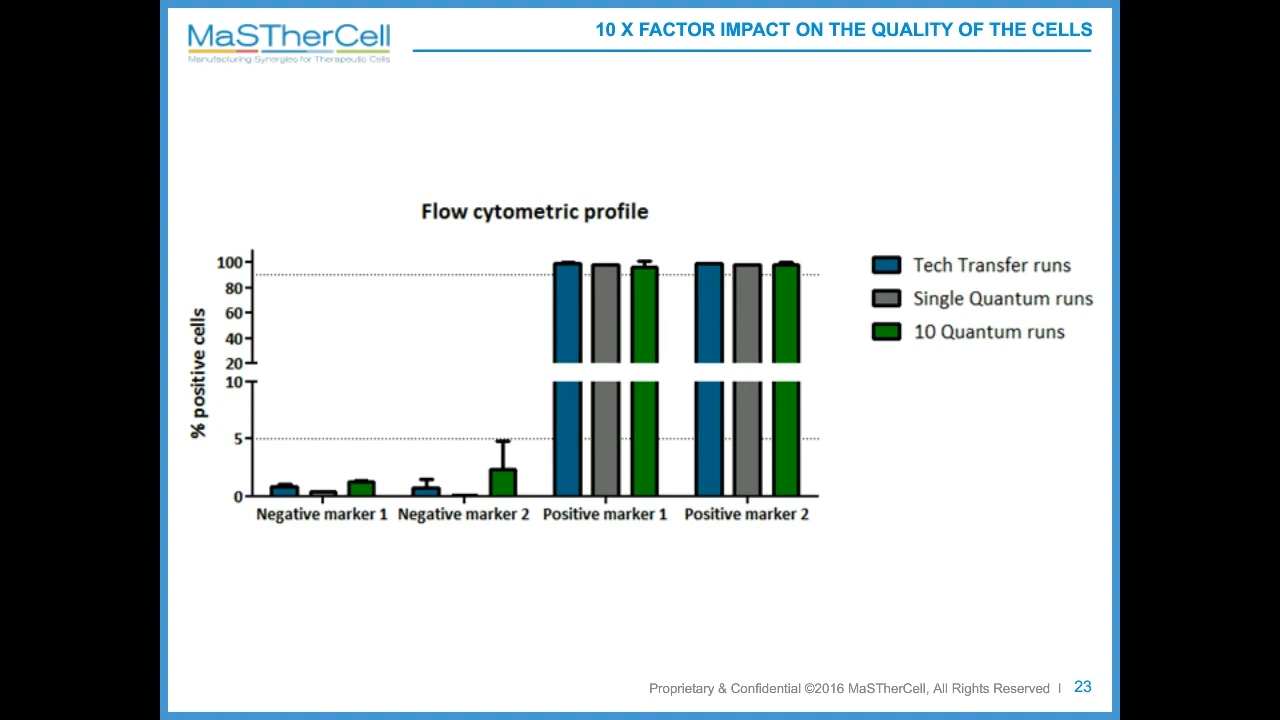 MaSTherCell
Manufacturing Synergies for Therapeutic Cells
10 X FACTOR IMPACT ON THE QUALITY OF THE CELLS
Flow cytometric profile
% positive cells
100
80
60
40
20
10
5
0
Negative marker 1 Negative marker 2 Positive marker 1 Positive marker 2
Tech Transfer runs
Single Quantum runs
10 Quantum runs
Proprietary & Confidential ©2016 MaSTherCell, All Rights Reserved I 23